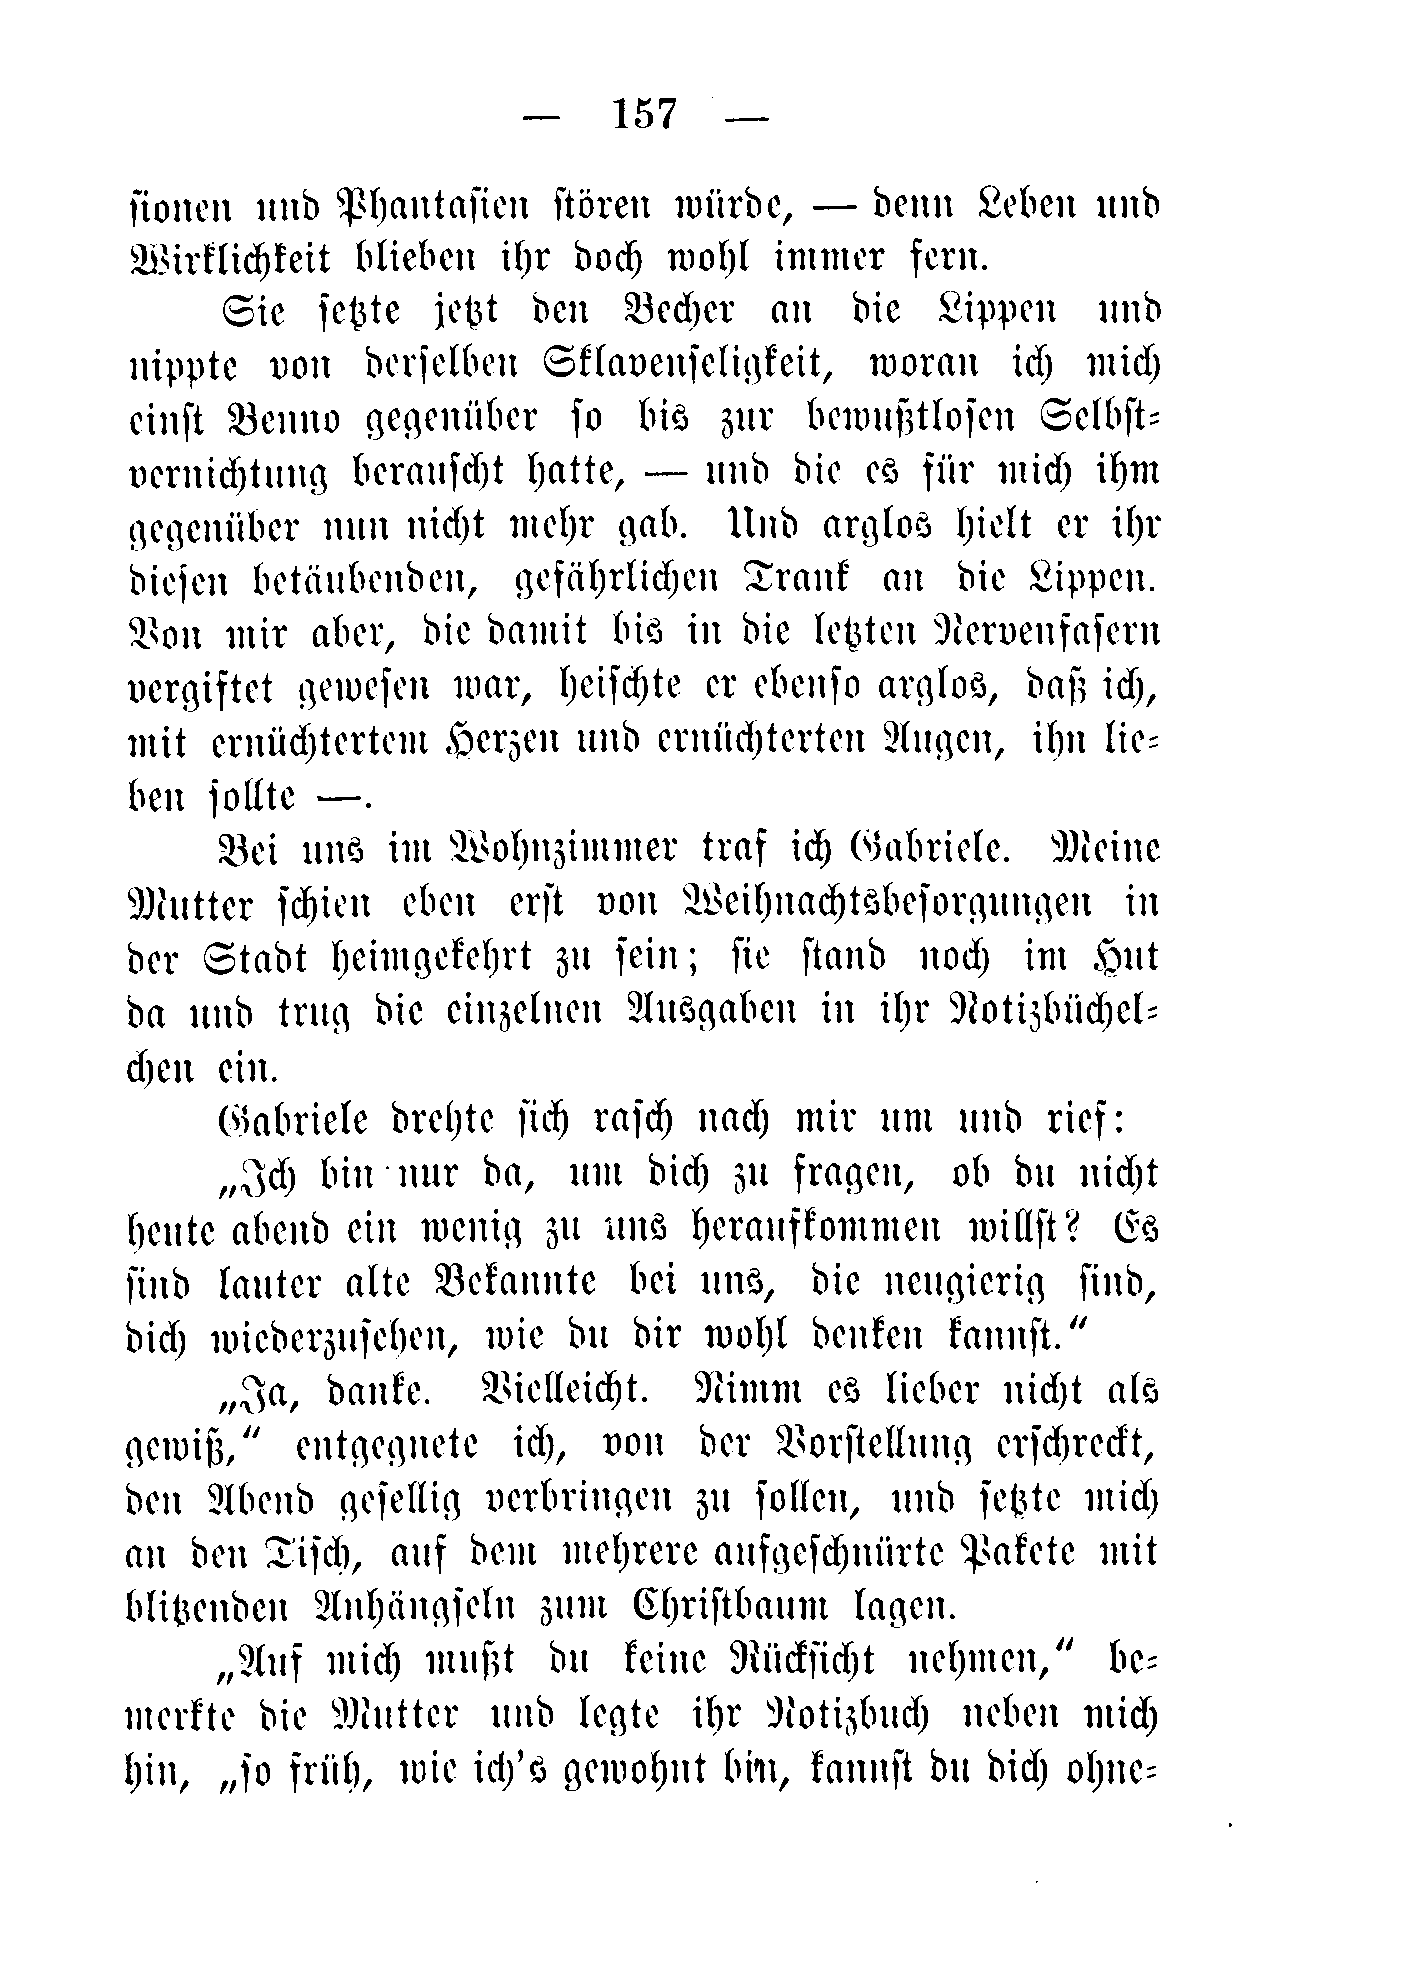 — 157 —
sionen und Phantasien stören würde, — denn Leben und
Wirklichkeit blieben ihr doch wohl immer fern.
Sie setzte jetzt den Becher an die Lippen und
nippte von derselben Sklavenseligkeit, woran ich mich
einst Benno gegenüber so bis zur bewußtlosen Selbst-
vernichtung berauscht hatte, — und die es für mich ihm
gegenüber nun nicht mehr gab. Und arglos hielt er ihr
diesen betäubenden, gefährlichen Trank an die Lippen.
Von mir aber, die damit bis in die letzten Nervenfasern
vergiftet gewesen war, heischte er ebenso arglos, daß ich,
mit ernüchtertem Herzen und ernüchterten Augen, ihn lie-
ben sollte —.
Bei uns im Wohnzimmer traf ich Gabriele. Meine
Mutter schien eben erst von Weihnachtsbesorgungen in
der Stadt heimgekehrt zu sein; sie stand noch im Hut
da und trug die einzelnen Ausgaben in ihr Notizbüchel-
chen ein.
Gabriele drehte sich rasch nach mir um und rief:
„Ich bin nur da, um dich zu fragen, ob du nicht
heute abend ein wenig zu uns heraufkommen willst? Es
sind lauter alte Bekannte bei uns, die neugierig sind,
dich wiederzusehen, wie du dir wohl denken kannst.“
„Ja, danke. Vielleicht. Nimm es lieber nicht als
gewiß,“ entgegnete ich, von der Vorstellung erschreckt,
den Abend gesellig verbringen zu sollen, und setzte mich
an den Tisch, auf dem mehrere aufgeschnürte Pakete mit
blitzenden Anhängseln zum Christbaum lagen.
„Auf mich mußt du keine Rücksicht nehmen,“ be-
merkte die Mutter und legte ihr Notizbuch neben mich
hin, „so früh, wie ich's gewohnt bin, kannst du dich ohne-